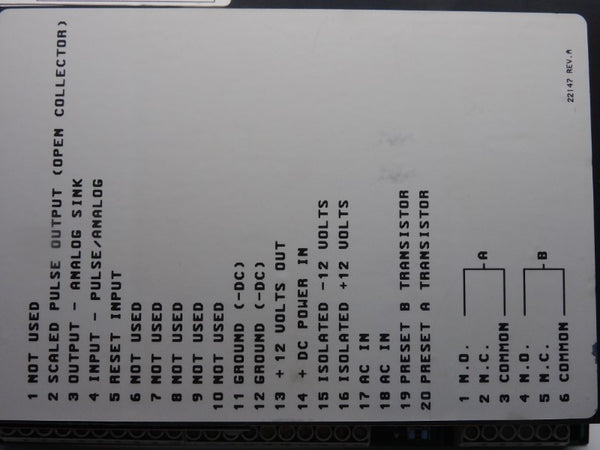 1 NOT USED
2 SCALED PULSE OUTPUT (OPEN COLLECTOR)
3 OUTPUT - ANALOG SINK
4 INPUT - PULSE/ANALOG
5 RESET INPUT
6 NOT USED
7 NOT USED
8 NOT USED
9 NOT USED
10 NOT USED
11 GROUND (-DC)
12 GROUND (-DC)
13 +12 VOLTS OUT
14 + DC POWER IN
15 ISOLATED -12 VOLTS
16 ISOLATED +12 VOLTS
17 AC IN
18 AC IN
19 PRESET B TRANSISTOR
20 PRESET A TRANSISTOR
1 N.O.
2 N.C. A
3 COMMON
4 N.O.
5 N.C. B
6 COMMON
22147 REV.A